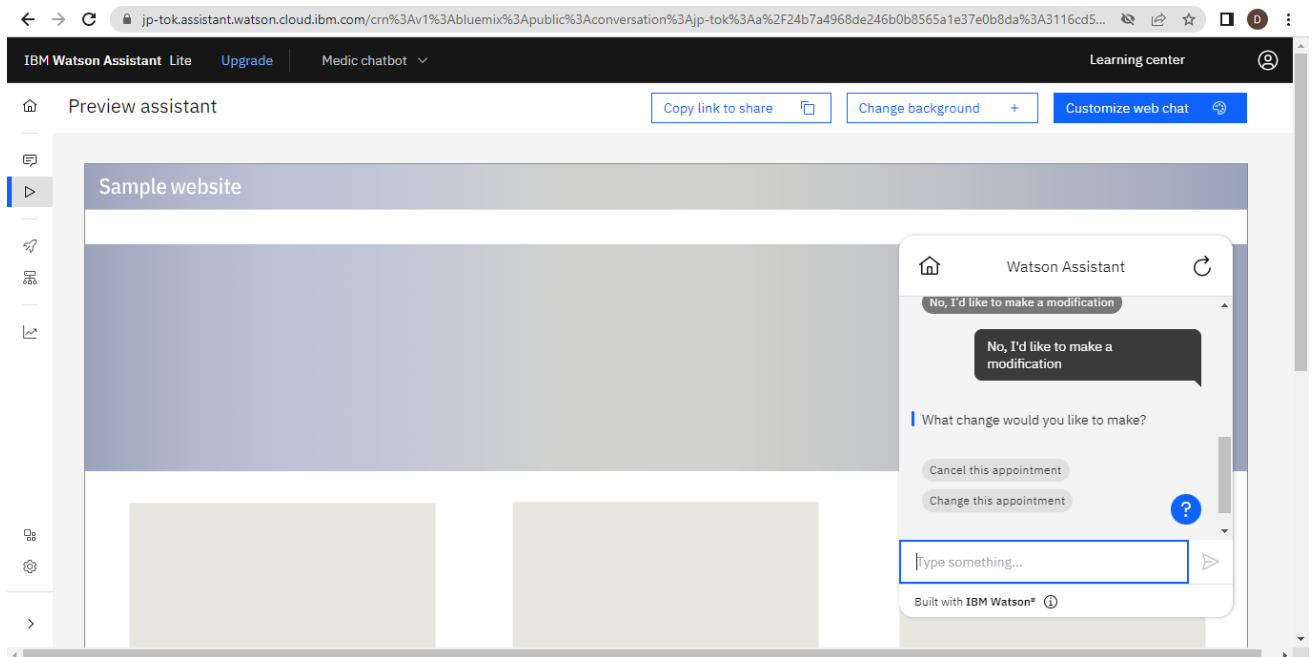 jp-tok.assistant.watson.cloud.ibm.com/crn%3Av1%3Abluemix%3Apublic%3Aconversation%3Ajp-tok%3Aa%2F24b7a4968de246b0b8565a1e37e0b8da%3A3116cd5...
D
IBM Watson Assistant Lite Upgrade Medic chatbot Learning center
Preview assistant Copy link to share Change background + Customize web chat
Sample website
Watson Assistant
No, I'd like to make a modification
No, I'd like to make a
modification
What change would you like to make?
Cancel this appointment
Change this appointment
?
Type something...
Built with IBM Watson®